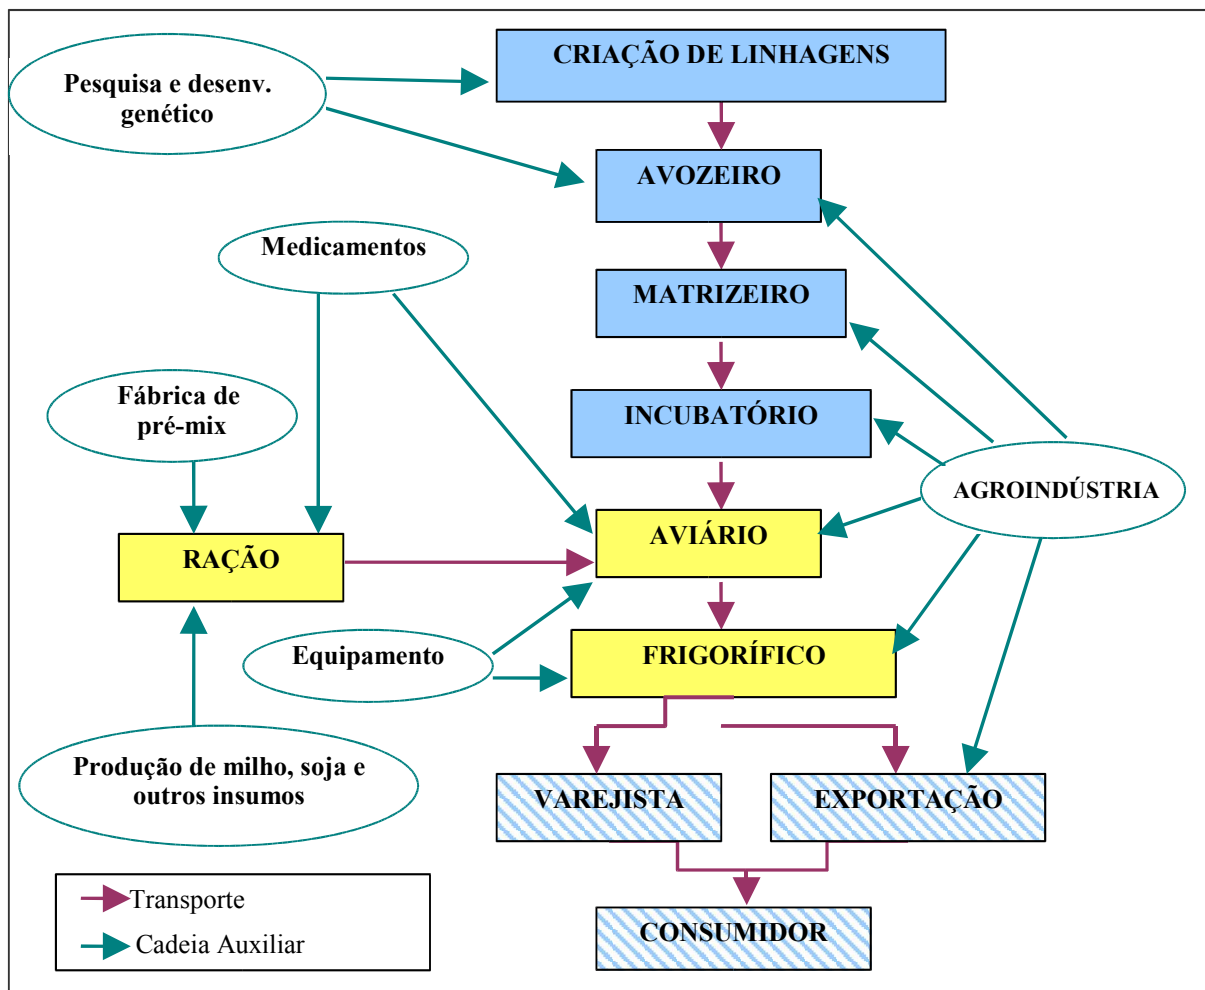 CRIAÇÃO DE LINHAGENS
Pesquisa e desenv.
genético
AVOZEIRO
Medicamentos
MATRIZEIRO
Fábrica de
pré-mix
INCUBATÓRIO
AGROINDÚSTRIA
RAÇÃO
AVIÁRIO
Equipamento
FRIGORÍFICO
Produção de milho, soja e
outros insumos
VAREJISTA
EXPORTAÇÃO
Transporte
Cadeia Auxiliar
CONSUMIDOR